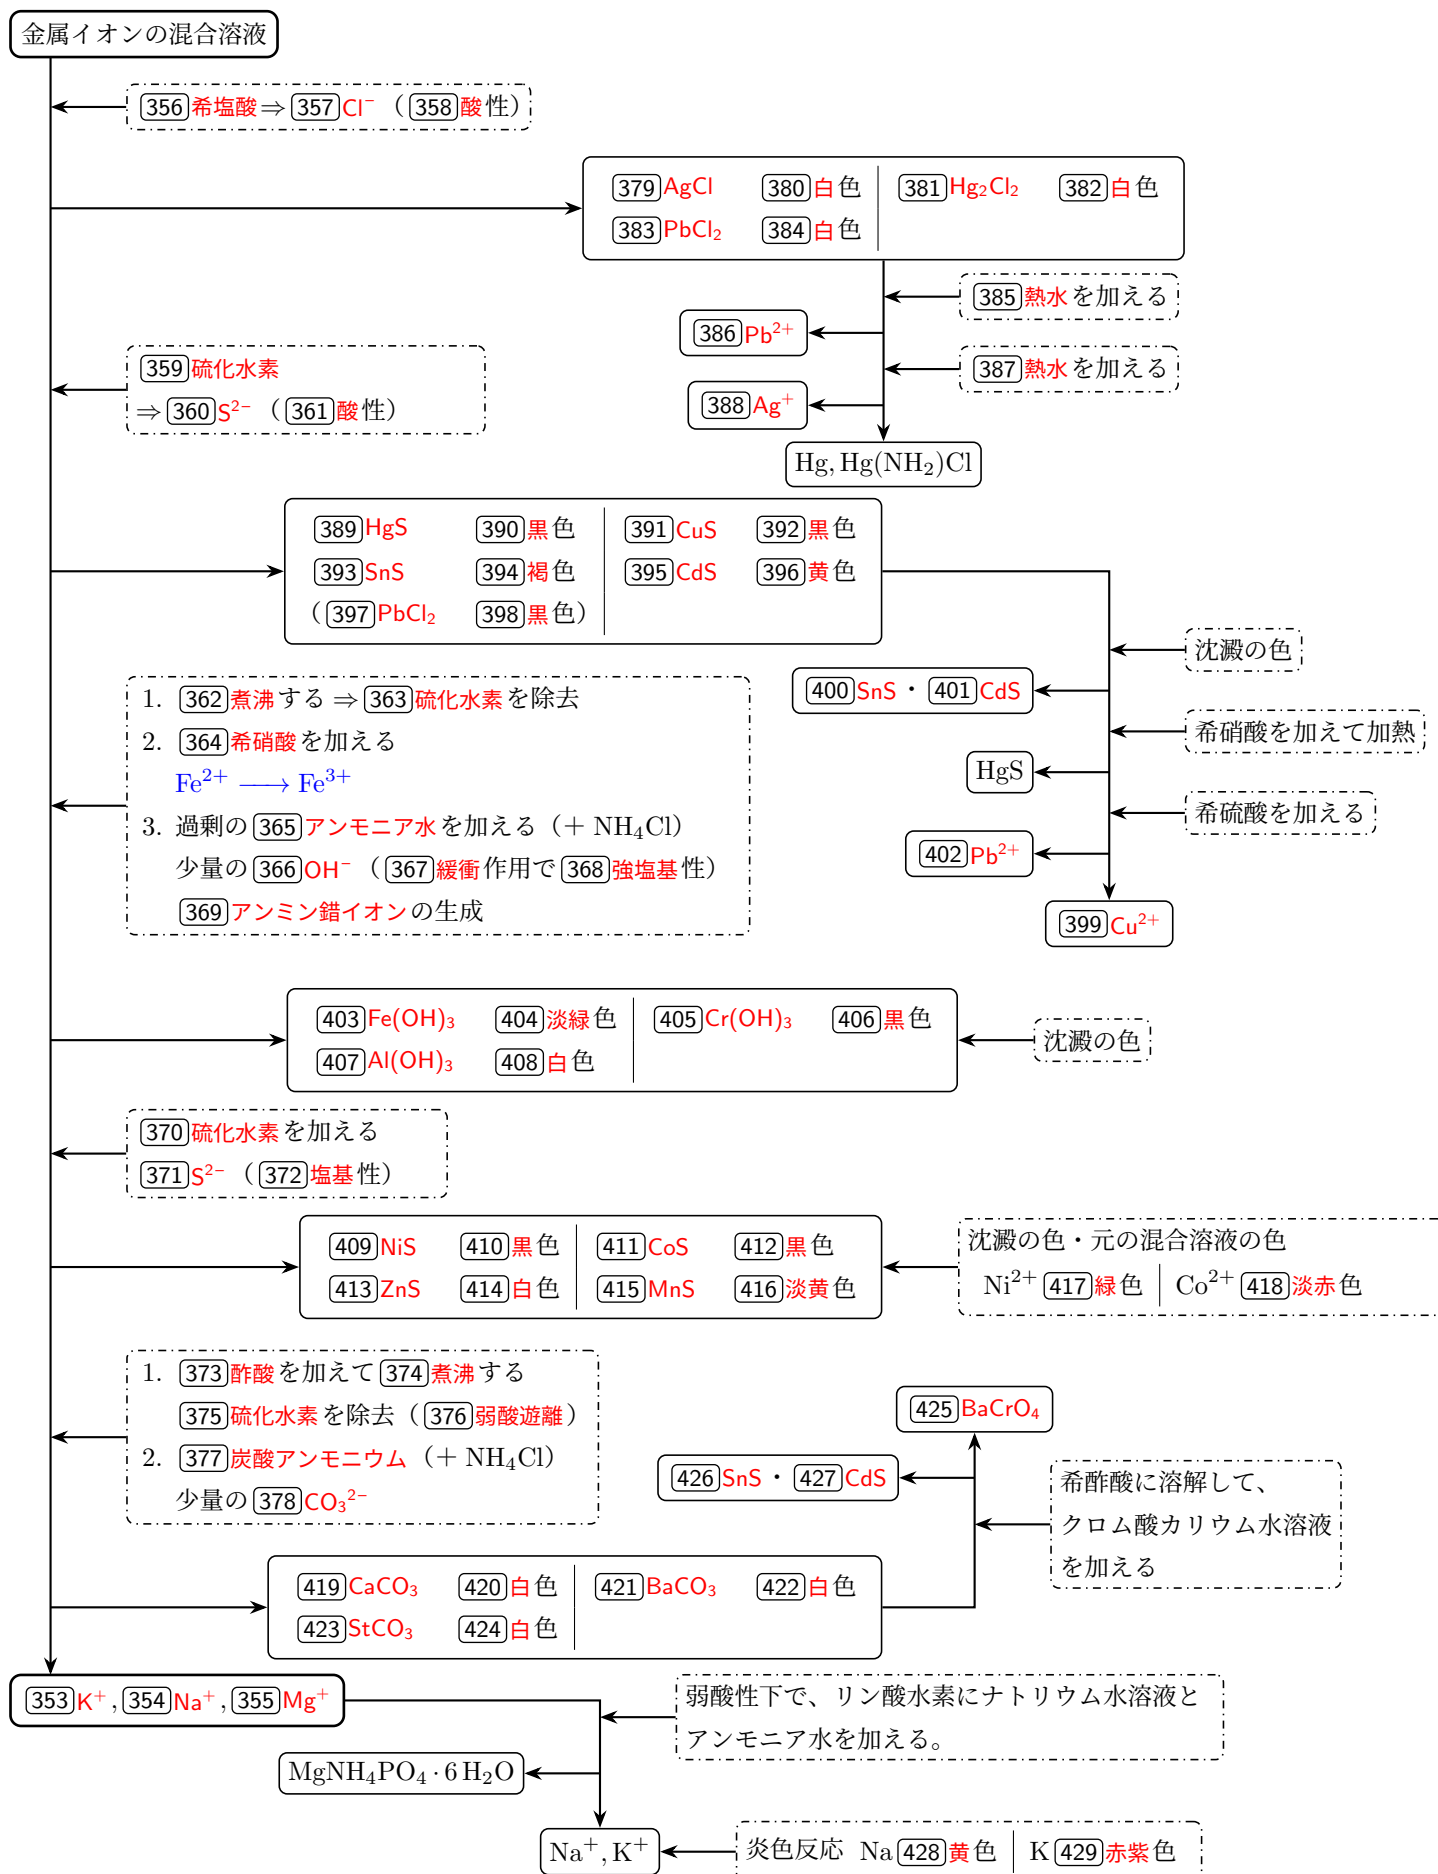 金属イオンの混合溶液
356 希塩酸 ⇒ 357 Cl⁻ （358 酸性）
379 AgCl 380 白色 381 Hg₂Cl₂ 382 白色
383 PbCl₂ 384 白色
385 熱水を加える
386 Pb²⁺
387 熱水を加える
388 Ag⁺
Hg, Hg(NH₂)Cl
359 硫化水素
⇒ 360 S²⁻ （361 酸性）
389 HgS 390 黒色 391 CuS 392 黒色
393 SnS 394 褐色 395 CdS 396 黄色
（397 PbCl₂ 398 黒色）
沈澱の色
400 SnS・401 CdS
希硝酸を加えて加熱
HgS
希硫酸を加える
402 Pb²⁺
399 Cu²⁺
1. 362 煮沸する ⇒ 363 硫化水素を除去
2. 364 希硝酸を加える
Fe²⁺ ⟶ Fe³⁺
3. 過剰の 365 アンモニア水を加える（+ NH₄Cl）
少量の 366 OH⁻ （367 緩衝作用で 368 強塩基性）
369 アンミン錯イオンの生成
403 Fe(OH)₃ 404 淡緑色 405 Cr(OH)₃ 406 黒色
407 Al(OH)₃ 408 白色
沈澱の色
370 硫化水素を加える
371 S²⁻ （372 塩基性）
409 NiS 410 黒色 411 CoS 412 黒色
413 ZnS 414 白色 415 MnS 416 淡黄色
沈澱の色・元の混合溶液の色
Ni²⁺ 417 緑色 Co²⁺ 418 淡赤色
1. 373 酢酸を加えて 374 煮沸する
375 硫化水素を除去（376 弱酸遊離）
2. 377 炭酸アンモニウム（+ NH₄Cl）
少量の 378 CO₃²⁻
425 BaCrO₄
426 SnS・427 CdS
希酢酸に溶解して、
クロム酸カリウム水溶液
を加える
419 CaCO₃ 420 白色 421 BaCO₃ 422 白色
423 StCO₃ 424 白色
353 K⁺, 354 Na⁺, 355 Mg⁺
弱酸性下で、リン酸水素にナトリウム水溶液と
アンモニア水を加える。
MgNH₄PO₄·6H₂O
Na⁺, K⁺
炎色反応 Na 428 黄色 K 429 赤紫色